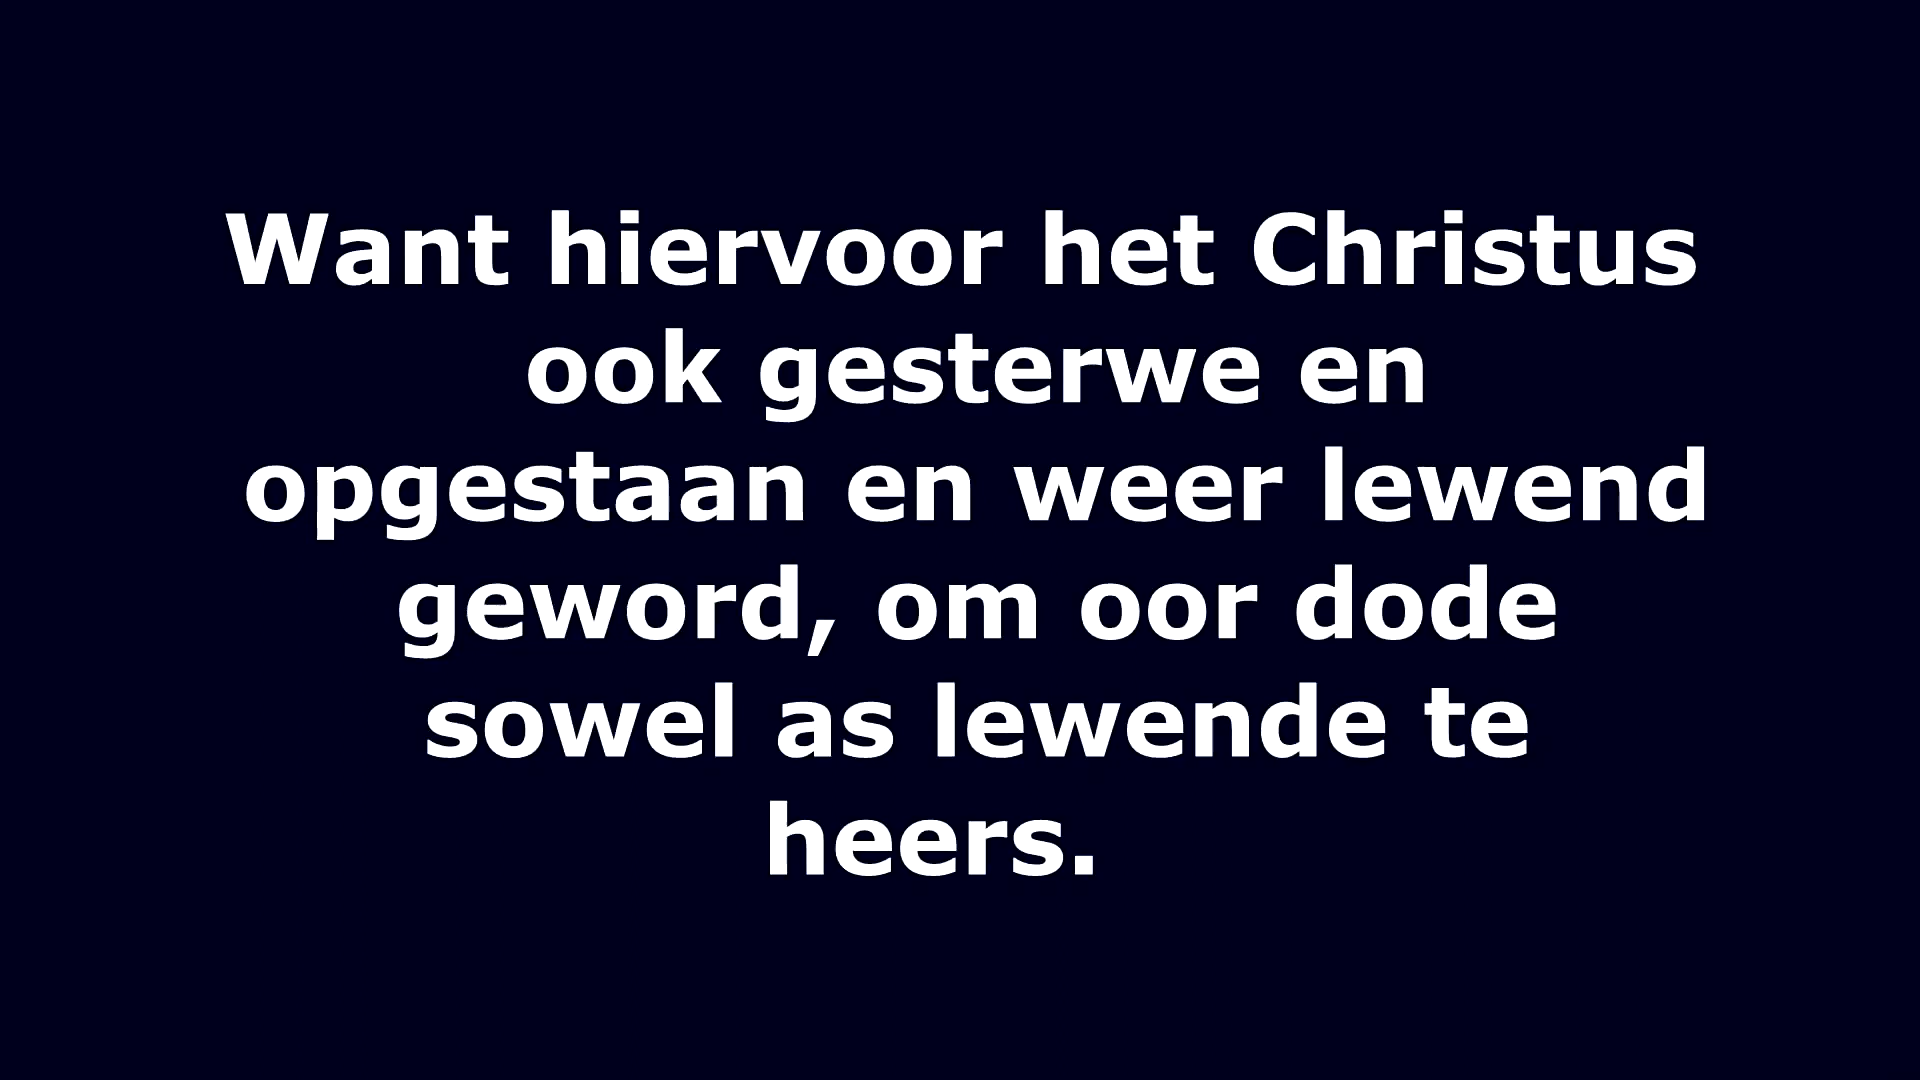 Want hiervoor het Christus
ook gesterwe en
opgestaan en weer lewend
geword, om oor dode
sowel as lewende te
heers.